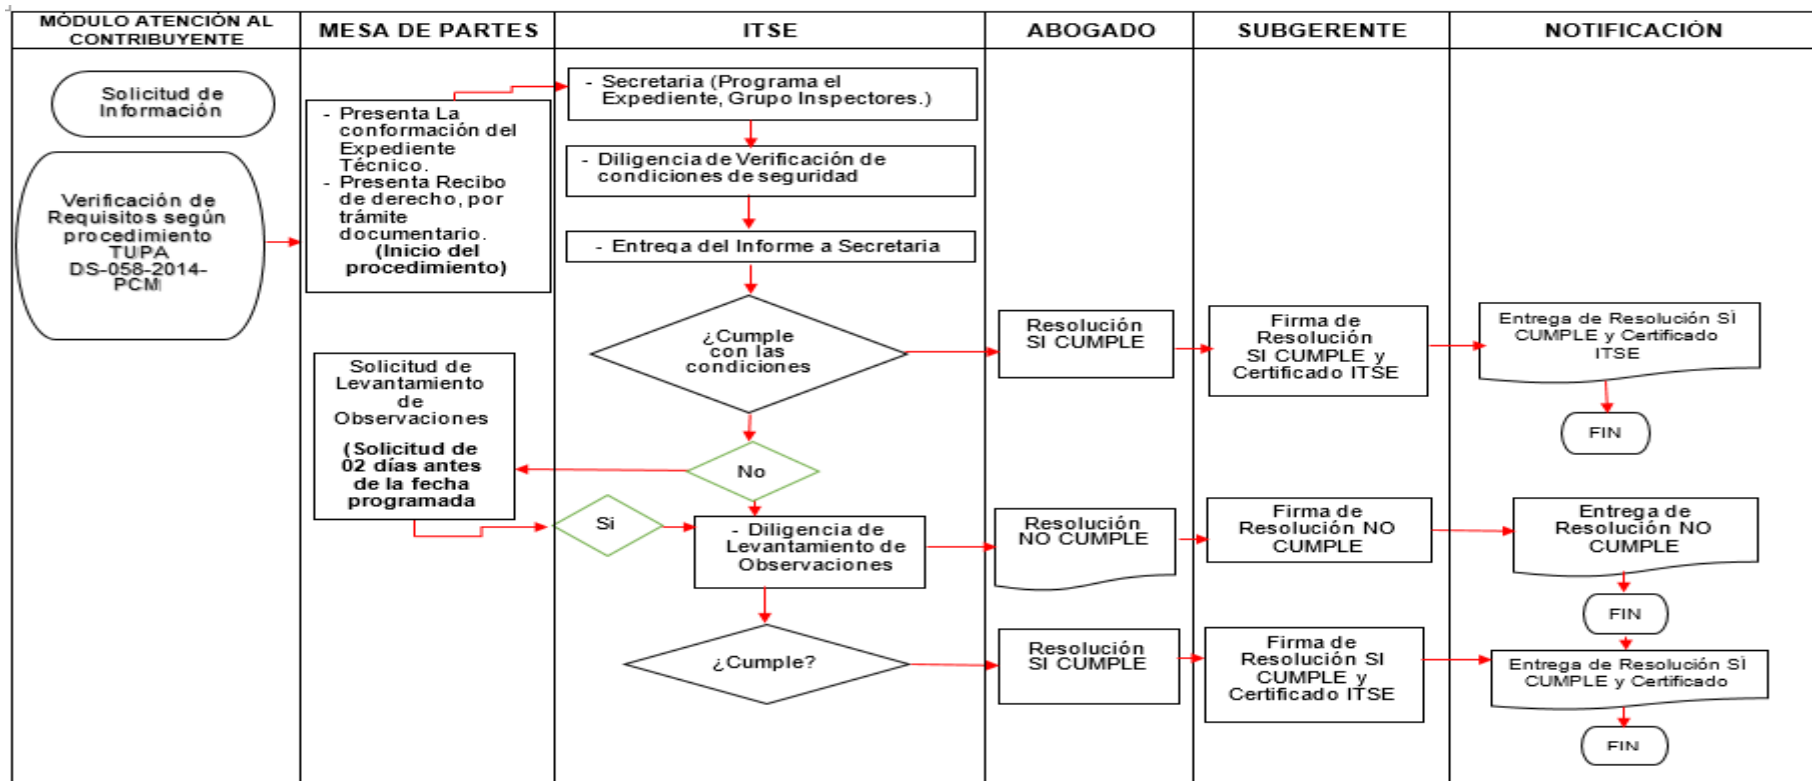 MÓDULO ATENCIÓN AL
CONTRIBUYENTE
MESA DE PARTES
ITSE
ABOGADO
SUBGERENTE
NOTIFICACIÓN
Solicitud de
Información
Verificación de
Requisitos según
procedimiento
TUPA
DS-058-2014-
PCM
- Presenta La
conformación del
Expediente
Técnico.
- Presenta Recibo
de derecho, por
trámite
documentario.
(Inicio del
procedimiento)
Solicitud de
Levantamiento
de
Observaciones
(Solicitud de
02 días antes
de la fecha
programada
- Secretaria (Programa el
Expediente, Grupo Inspectores.)
- Diligencia de Verificación de
condiciones de seguridad
- Entrega del Informe a Secretaria
¿Cumple
con las
condiciones
No
Si
- Diligencia de
Levantamiento de
Observaciones
¿Cumple?
Resolución
SI CUMPLE
Resolución
NO CUMPLE
Resolución
SI CUMPLE
Firma de
Resolución
SI CUMPLE y
Certificado ITSE
Firma de
Resolución NO
CUMPLE
Firma de
Resolución SI
CUMPLE y
Certificado ITSE
Entrega de Resolución SÌ
CUMPLE y Certificado
ITSE
FIN
Entrega de
Resolución NO
CUMPLE
FIN
Entrega de Resolución SÌ
CUMPLE y Certificado
FIN